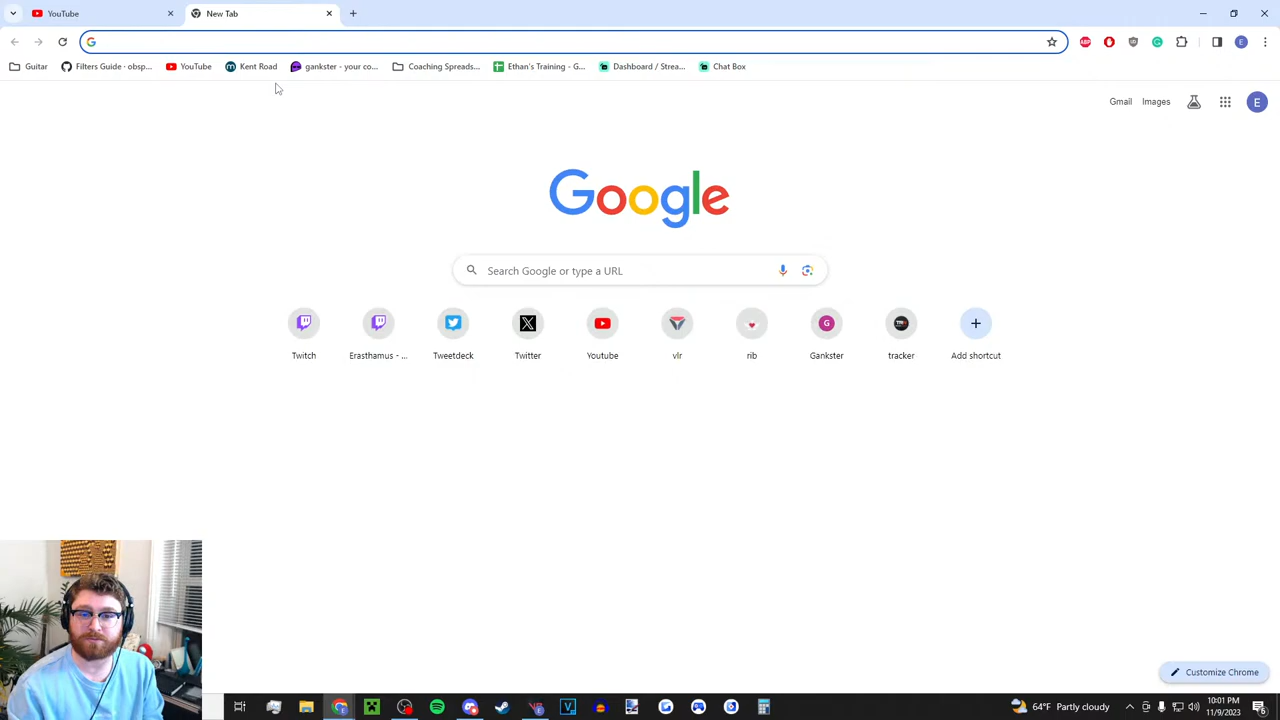 YouTube
New Tab
Guitar
Filters Guide · obsp...
YouTube
Kent Road
gankster - your co...
Coaching Spreads...
Ethan's Training - G...
Dashboard / Strea...
Chat Box
Gmail
Images
E
Google
Search Google or type a URL
Twitch
Erasthamus - ...
Tweetdeck
Twitter
Youtube
vlr
rib
G
Gankster
tracker
Add shortcut
Customize Chrome
64°F Partly cloudy
10:01 PM
11/9/2023